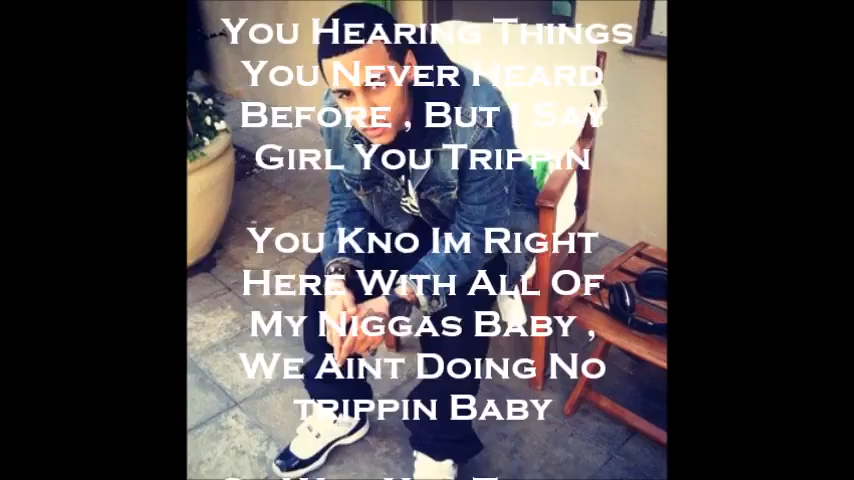 You Hearing Things
You Never Heard
Before , But I Say
Girl You Trippin
You Kno Im Right
Here With All Of
My Niggas Baby ,
We Aint Doing No
trippin Baby